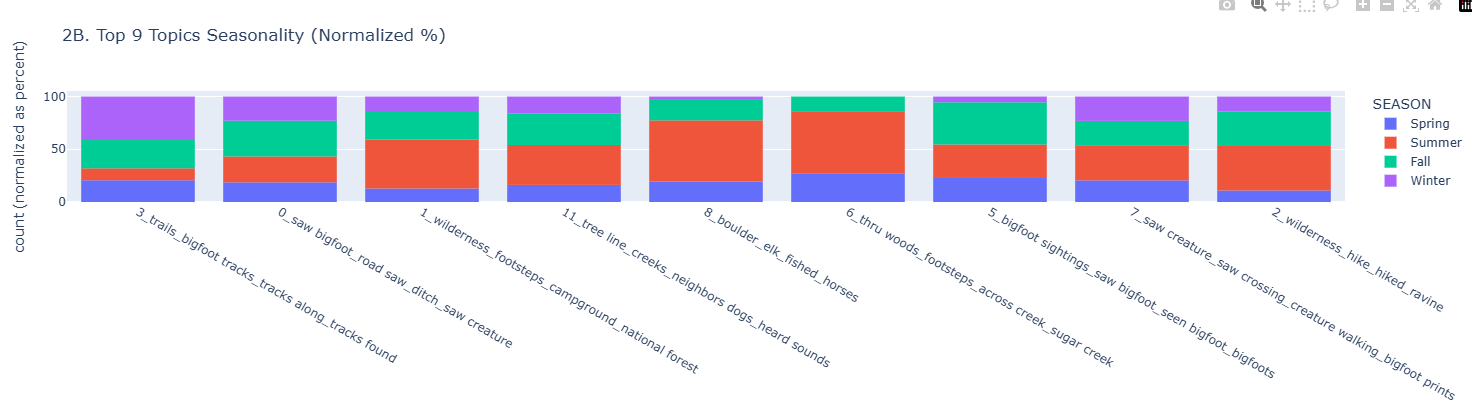 2B. Top 9 Topics Seasonality (Normalized %)
count (normalized as percent)
100
50
0
3_trails_bigfoot tracks_tracks along_tracks found
0_saw bigfoot_road saw_ditch_saw creature
1_wilderness_footsteps_campground_national forest
11_tree line_creeks_neighbors dogs_heard sounds
8_boulder_elk_fished_horses
6_thru woods_footsteps_across creek_sugar creek
5_bigfoot sightings_saw bigfoot_seen bigfoot_bigfoots
7_saw creature_saw crossing_creature walking_bigfoot prints
2_wilderness_hike_hiked_ravine
SEASON
Spring
Summer
Fall
Winter